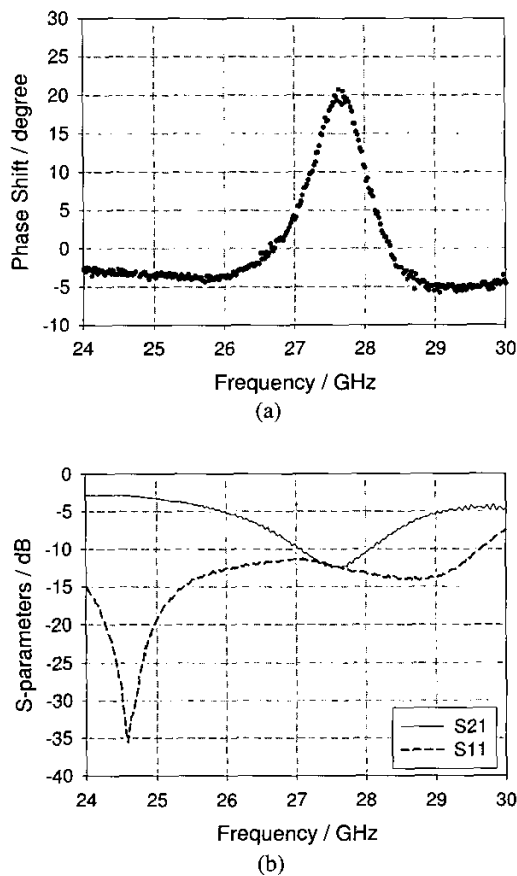 30
25
20
15
10
5
0
-5
-10
Phase Shift / degree
24 25 26 27 28 29 30
Frequency / GHz
(a)
0
-5
-10
-15
-20
-25
-30
-35
-40
S-parameters / dB
S21
S11
24 25 26 27 28 29 30
Frequency / GHz
(b)